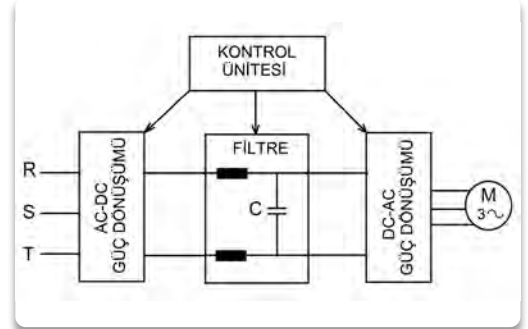 KONTROL
ÜNİTESİ
FİLTRE
R
S
T
AC-DC
GÜÇ DÖNÜŞÜMÜ
C
DC-AC
GÜÇ DÖNÜŞÜMÜ
M
3~